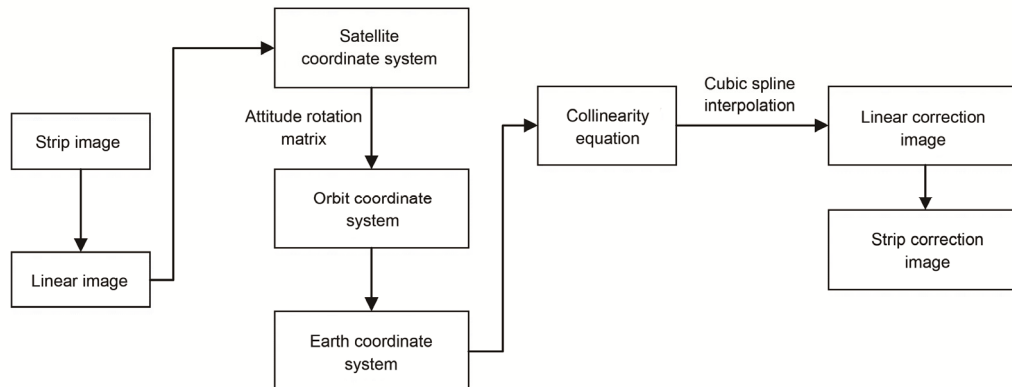 Strip image
Linear image
Satellite
coordinate system
Attitude rotation
matrix
Orbit coordinate
system
Earth coordinate
system
Collinearity
equation
Cubic spline
interpolation
Linear correction
image
Strip correction
image